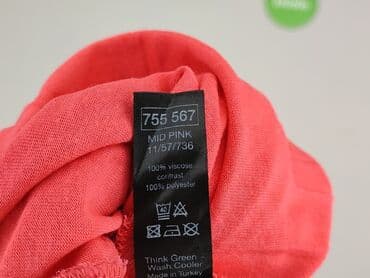 755 567
MID PINK
11/57/736
100% viscose
contrast
100% polyester
40
Think Green -
Wash Cooler
Made in Turkey